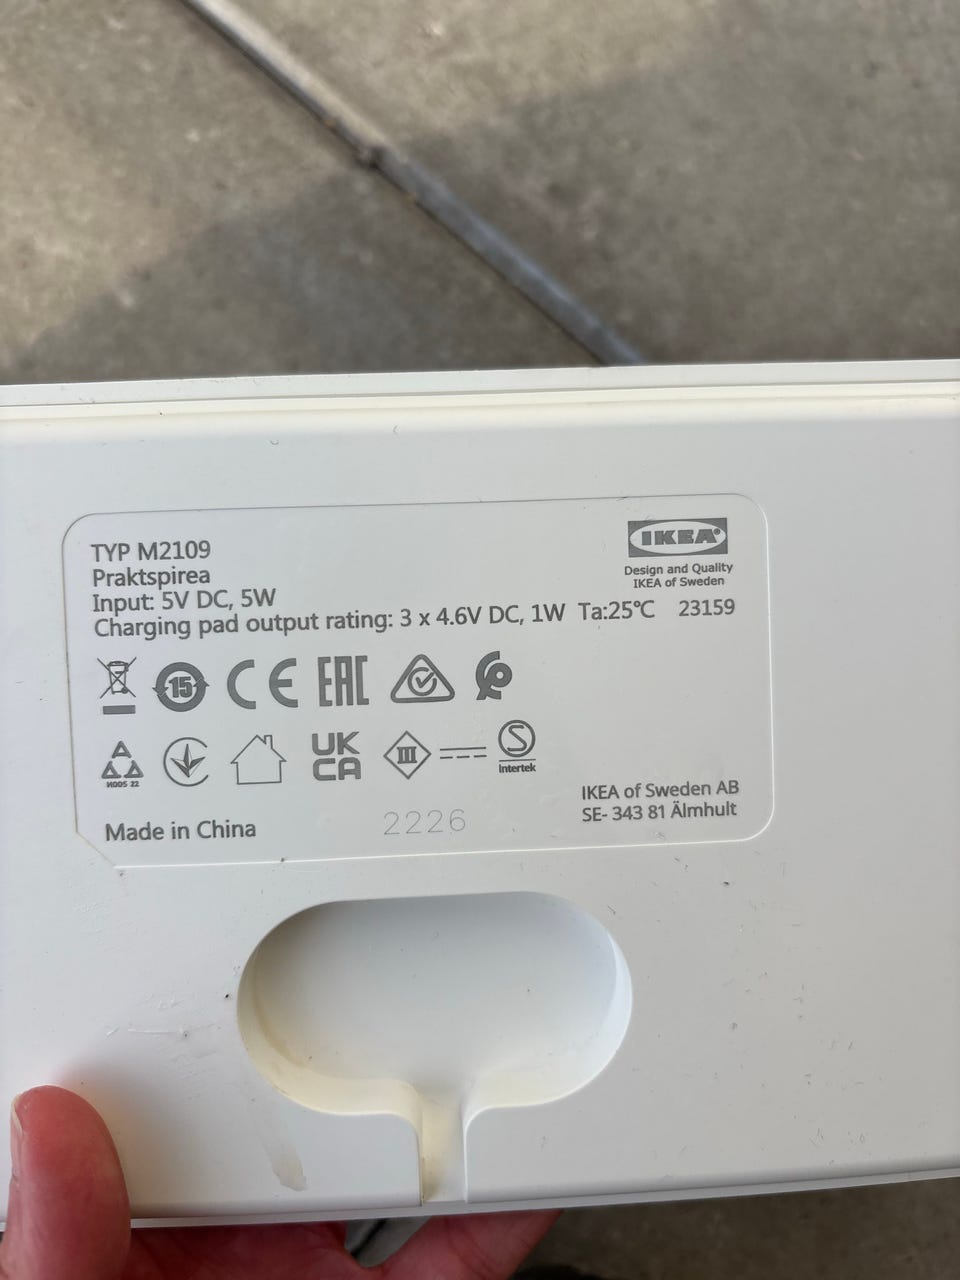 TYP M2109
Praktspirea
Input: 5V DC, 5W
Charging pad output rating: 3 x 4.6V DC, 1W Ta:25℃ 23159
IKEA®
Design and Quality
IKEA of Sweden
15
CE EAC
UK
CA
III
S
Intertek
M005 22
IKEA of Sweden AB
SE- 343 81 Älmhult
Made in China
2226